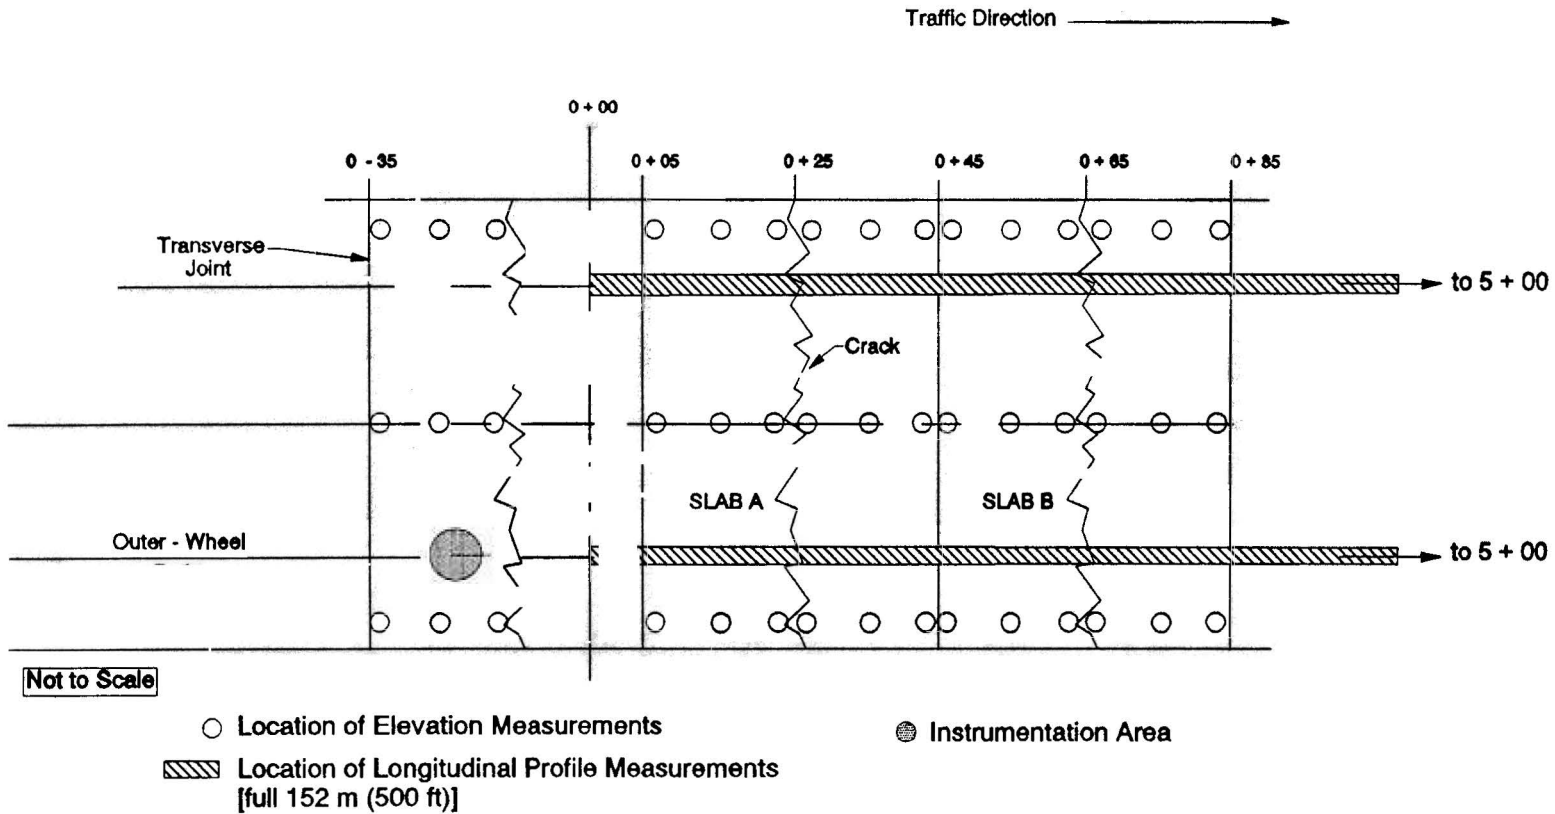 Traffic Direction
0 + 00
0 - 35
0 + 05
0 + 25
0 + 45
0 + 65
0 + 85
Transverse
Joint
to 5 + 00
Crack
SLAB A
SLAB B
Outer - Wheel
to 5 + 00
Not to Scale
Location of Elevation Measurements
Instrumentation Area
Location of Longitudinal Profile Measurements
[full 152 m (500 ft)]